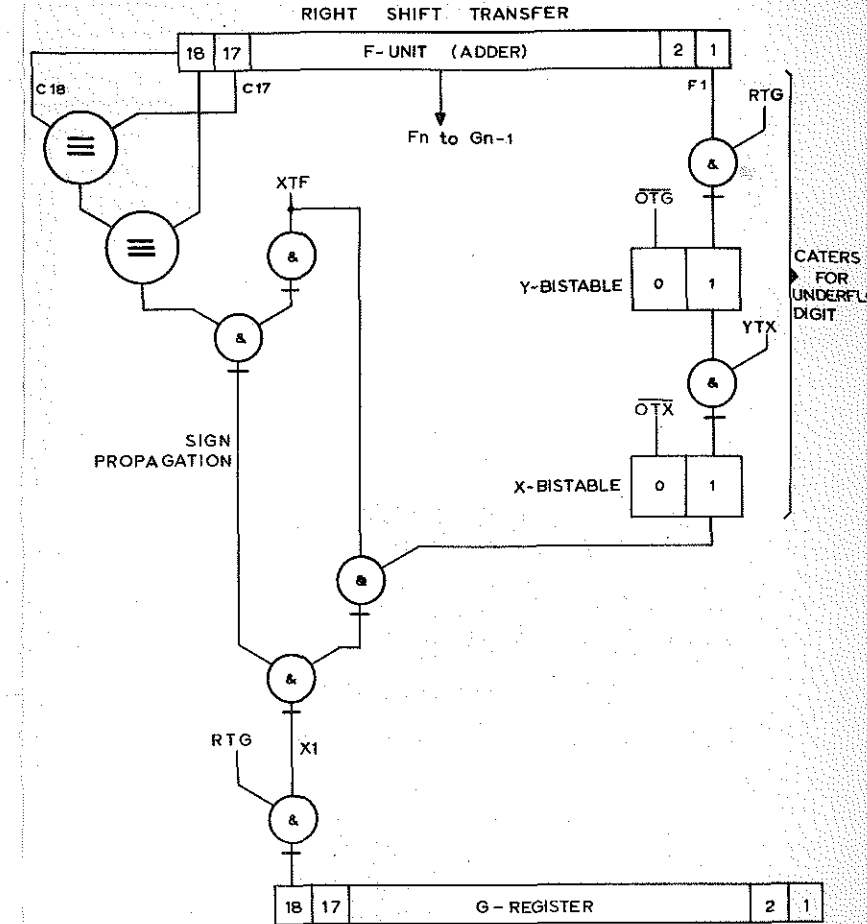 RIGHT SHIFT TRANSFER
18 17 F-UNIT (ADDER) 2 1
C18
C17
F1
RTG
Fn to Gn-1
&
≡
XTF
OTG
≡
&
Y-BISTABLE 0 1
CATERS
FOR
UNDERFL
DIGIT
&
YTX
&
OTX
SIGN
PROPAGATION
X-BISTABLE 0 1
&
&
RTG
X1
&
18 17 G-REGISTER 2 1